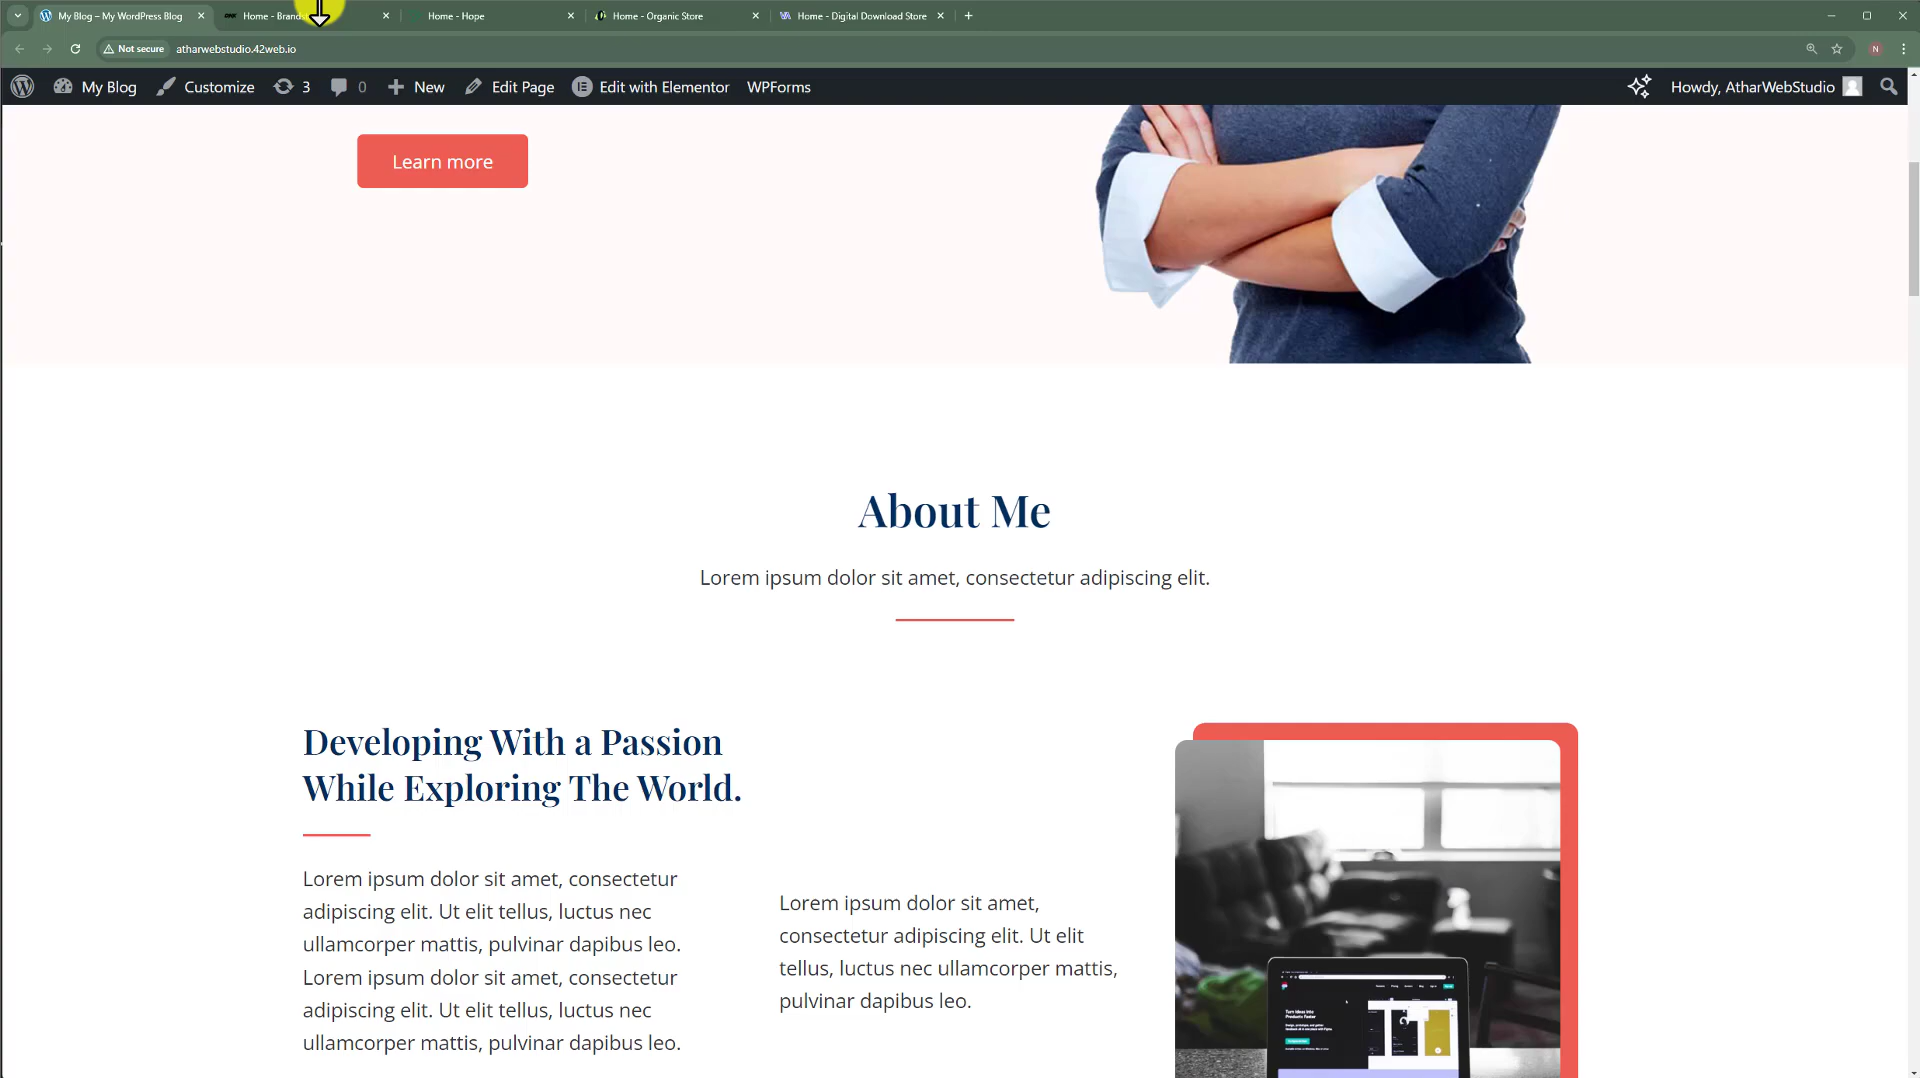 My Blog – My WordPress Blog
Home - Brands
Home - Hope
Home - Organic Store
Home - Digital Download Store
Not secure
atharwebstudio.42web.io
N
My Blog
Customize
3
0
New
Edit Page
Edit with Elementor
WPForms
Howdy, AtharWebStudio
Learn more
About Me
Lorem ipsum dolor sit amet, consectetur adipiscing elit.
Developing With a Passion
While Exploring The World.
Lorem ipsum dolor sit amet, consectetur
adipiscing elit. Ut elit tellus, luctus nec
ullamcorper mattis, pulvinar dapibus leo.
Lorem ipsum dolor sit amet, consectetur
adipiscing elit. Ut elit tellus, luctus nec
ullamcorper mattis, pulvinar dapibus leo.
Lorem ipsum dolor sit amet,
consectetur adipiscing elit. Ut elit
tellus, luctus nec ullamcorper mattis,
pulvinar dapibus leo.
Turn ideas into
Products Faster